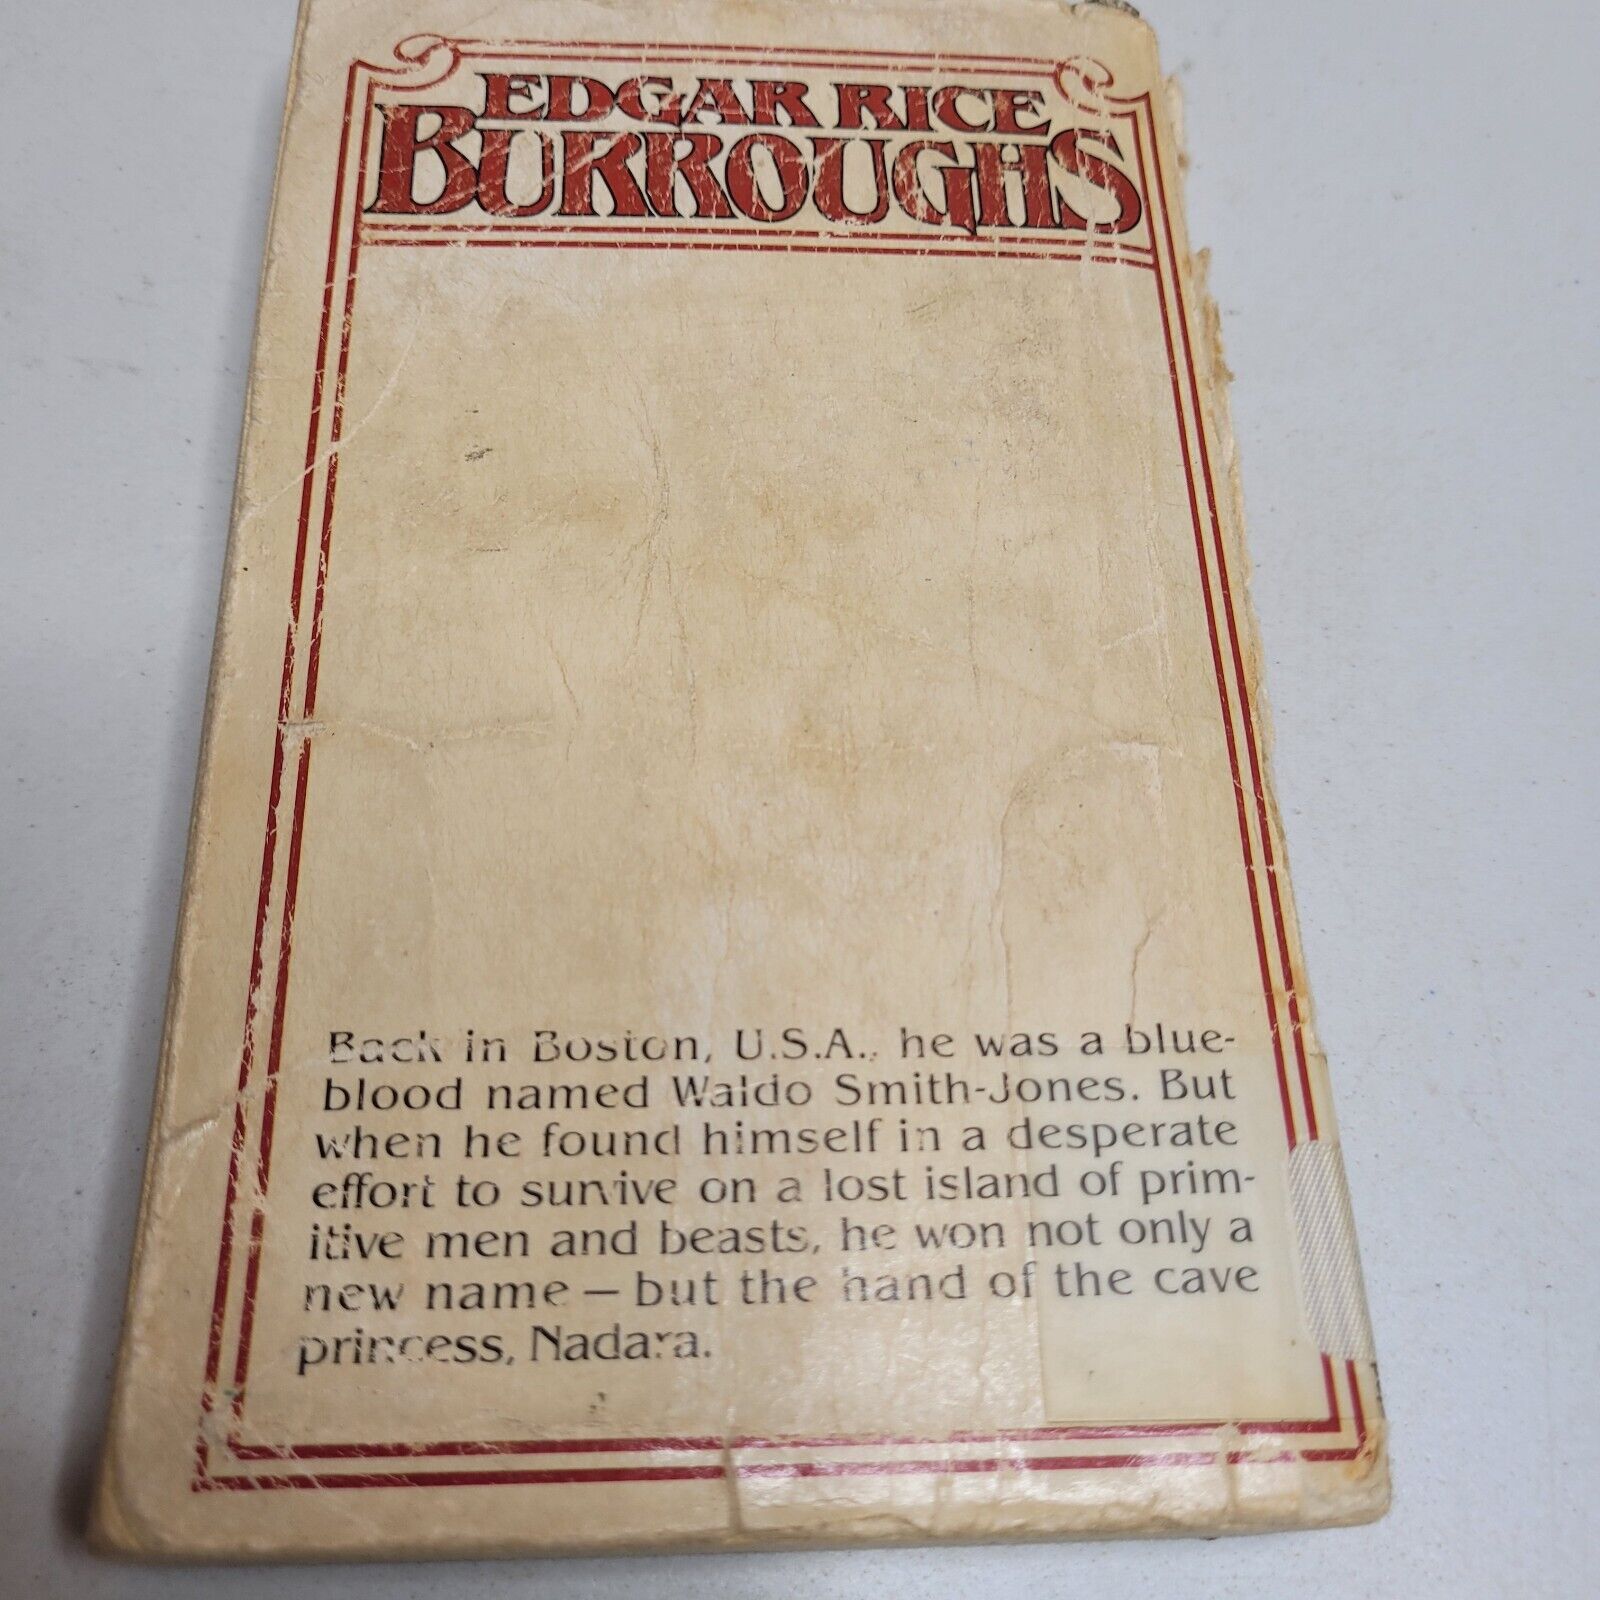 EDGAR RICE
BURROUGHS
Back in Boston, U.S.A., he was a blue-
blood named Waldo Smith-Jones. But
when he found himself in a desperate
effort to survive on a lost island of prim-
itive men and beasts, he won not only a
new name — but the hand of the cave
princess, Nadara.